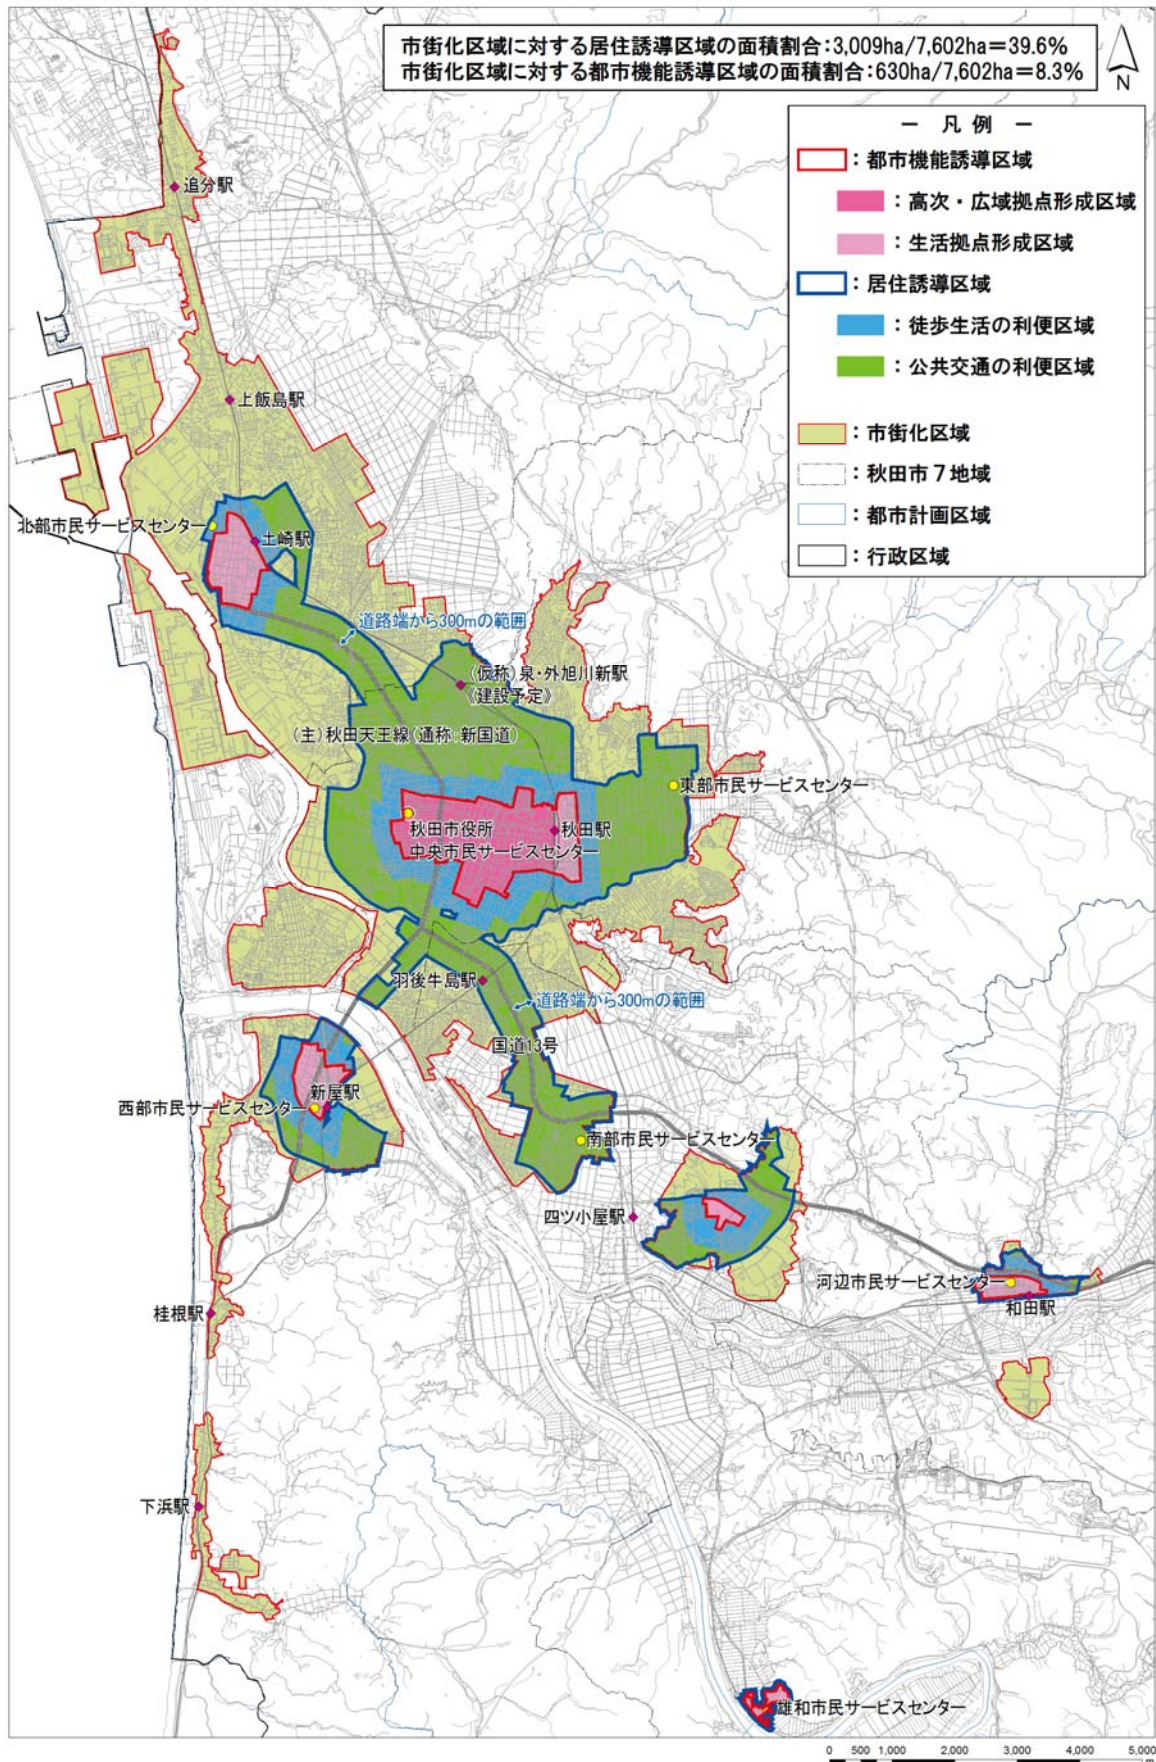 市街化区域に対する居住誘導区域の面積割合:3,009ha/7,602ha=39.6%
市街化区域に対する都市機能誘導区域の面積割合:630ha/7,602ha=8.3%
N
― 凡 例 ―
:都市機能誘導区域
:高次・広域拠点形成区域
:生活拠点形成区域
:居住誘導区域
:徒歩生活の利便区域
:公共交通の利便区域
:市街化区域
:秋田市7地域
:都市計画区域
:行政区域
追分駅
上飯島駅
北部市民サービスセンター
土崎駅
道路端から300mの範囲
(仮称)泉・外旭川新駅
《建設予定》
(主)秋田天王線(通称:新国道)
東部市民サービスセンター
秋田市役所
中央市民サービスセンター
秋田駅
羽後牛島駅
道路端から300mの範囲
国道13号
新屋駅
西部市民サービスセンター
南部市民サービスセンター
四ツ小屋駅
河辺市民サービスセンター
和田駅
桂根駅
下浜駅
雄和市民サービスセンター
0 500 1,000 2,000 3,000 4,000 5,000